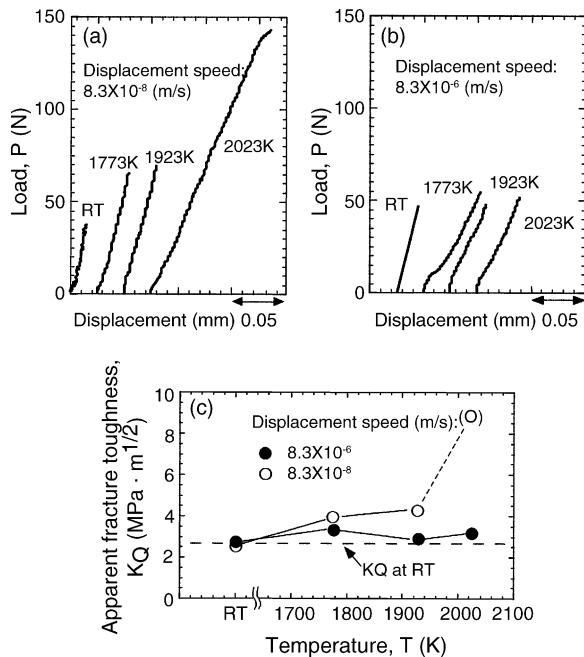 (a)
Displacement speed:
8.3X10⁻⁸ (m/s)
150
100
50
0
Load, P (N)
RT
1773K
1923K
2023K
Displacement (mm) 0.05
(b)
Displacement speed:
8.3X10⁻⁶ (m/s)
150
100
50
0
Load, P (N)
RT
1773K
1923K
2023K
Displacement (mm) 0.05
(c)
Displacement speed (m/s):
8.3X10⁻⁶
8.3X10⁻⁸
(O)
KQ at RT
10
8
6
4
2
0
Apparent fracture toughness,
K_Q (MPa · m^1/2)
RT
1700
1800
1900
2000
2100
Temperature, T (K)